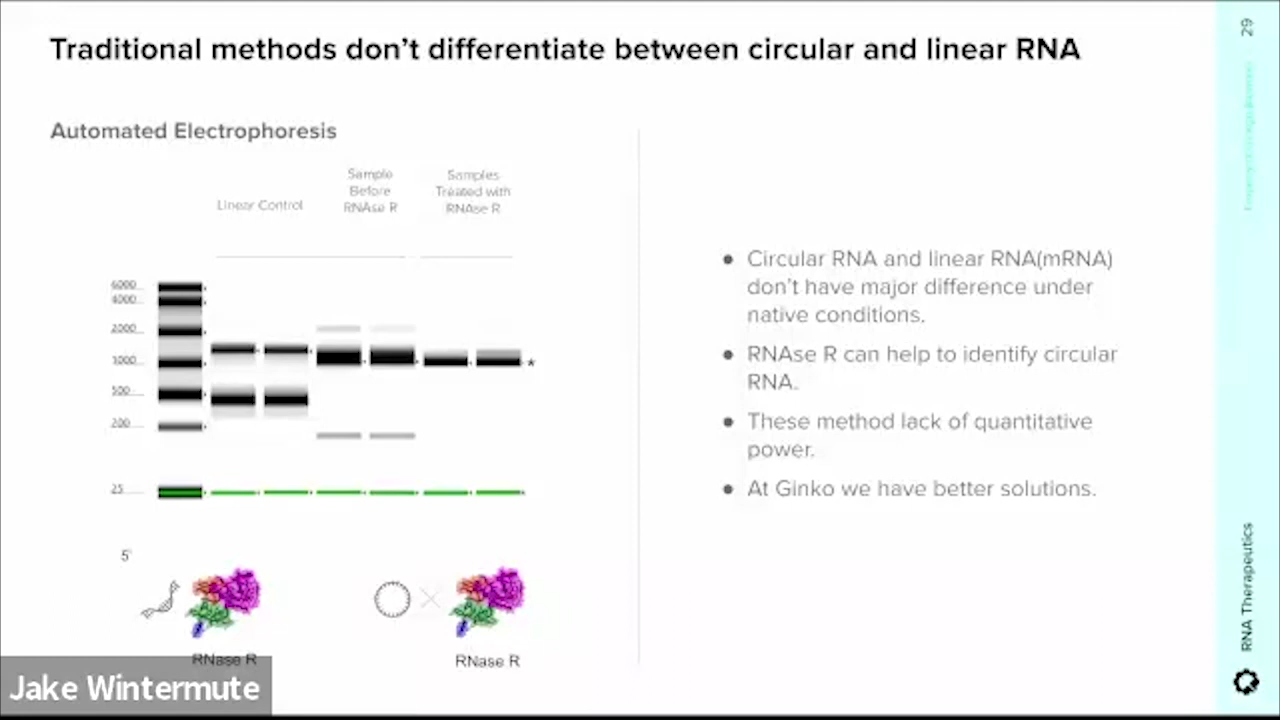 Traditional methods don't differentiate between circular and linear RNA
29
Automated Electrophoresis
Linear Control
Sample
Before
RNAse R
Samples
Treated with
RNAse R
6000
4000
2000
1000
500
200
25
*
5'
RNase R
RNase R
Circular RNA and linear RNA(mRNA)
don't have major difference under
native conditions.
RNAse R can help to identify circular
RNA.
These method lack of quantitative
power.
At Ginko we have better solutions.
RNA Therapeutics
Jake Wintermute